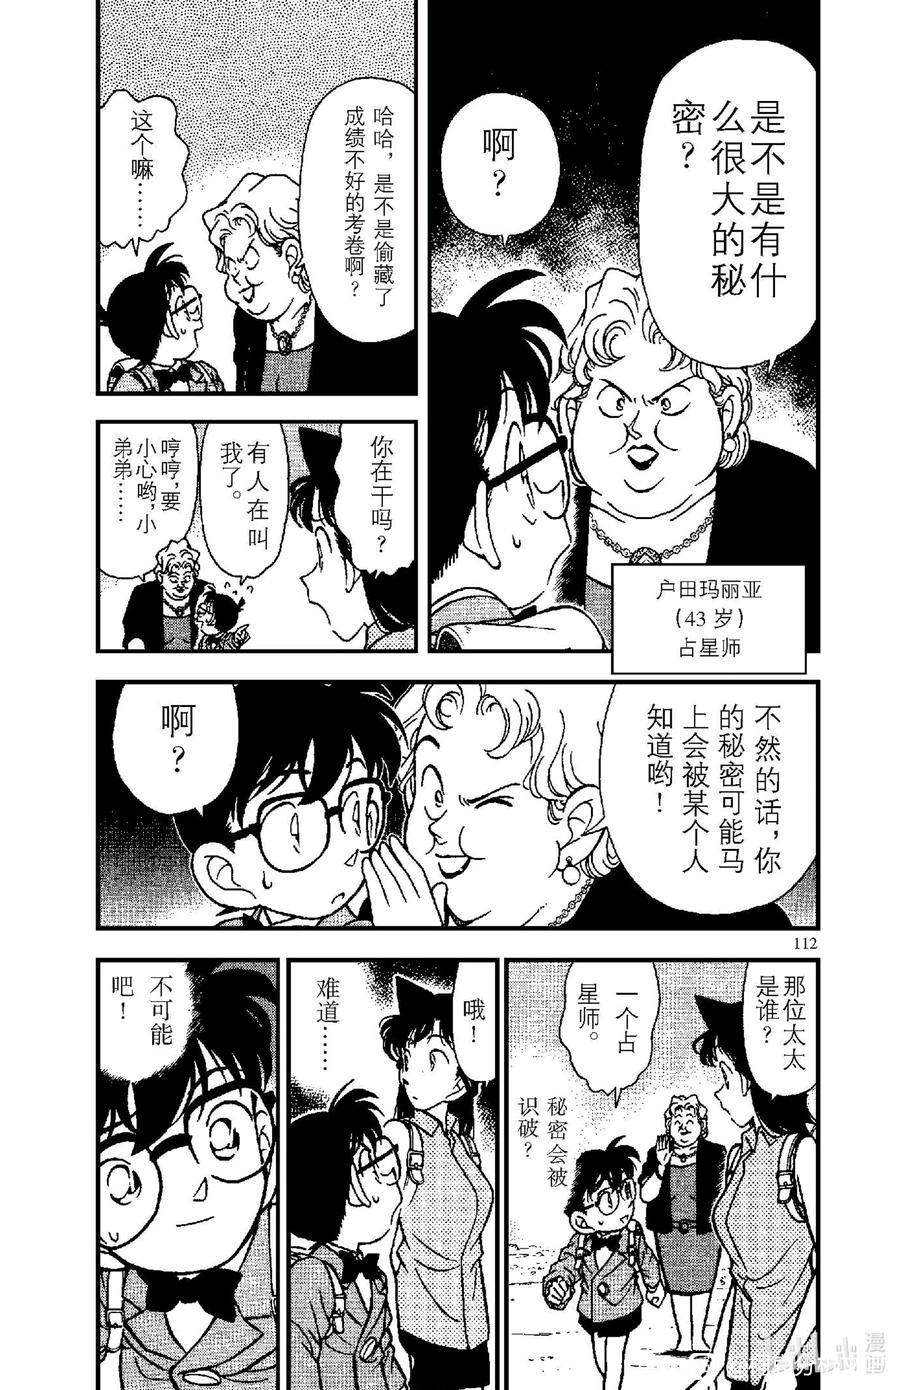 是不是有什
么很大的秘
密？
啊？
户田玛丽亚
（43 岁）
占星师
哈哈，是不是偷藏了
成绩不好的考卷啊？
这个嘛……
你在干吗？
有人在叫
我了。
哼哼，要
小心哟，小
弟弟……
不然的话，你
的秘密可能马
上会被某个人
知道哟！
啊？
112
那位太太
是谁？
一个占
星师。
秘密会被
识破？
哦！
难道……
不可能
吧！
漫画